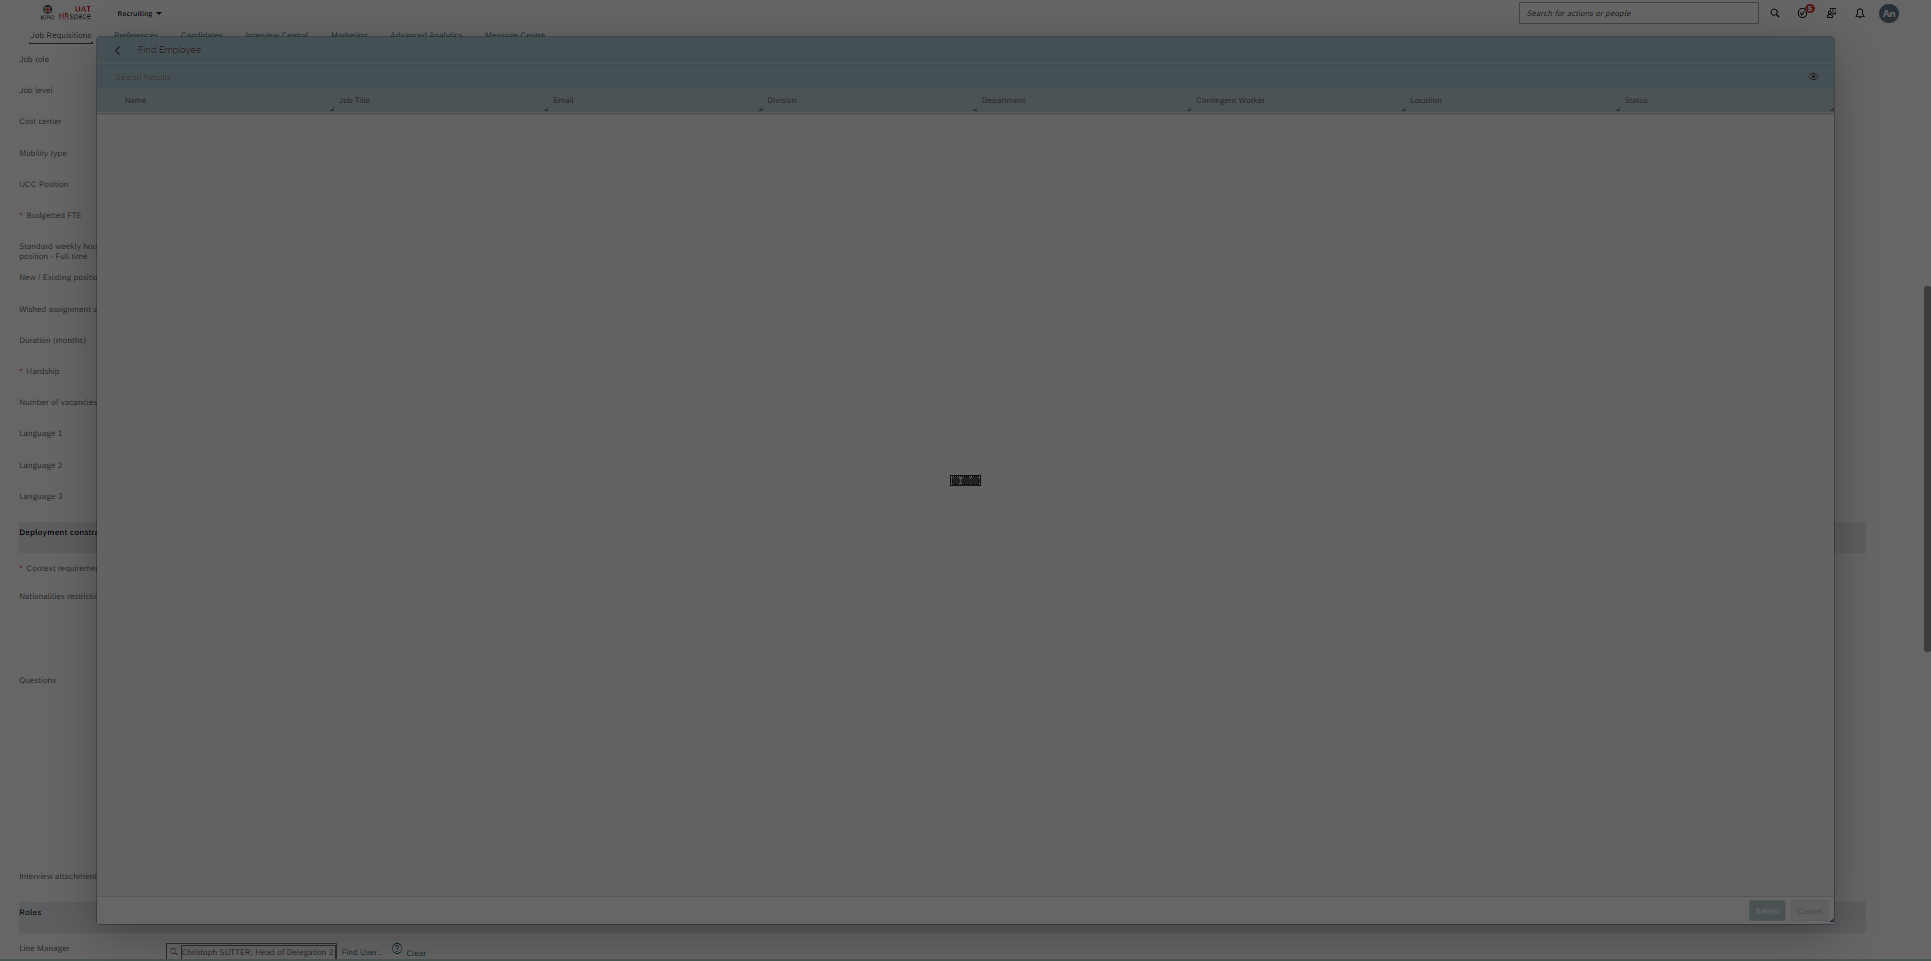 UAT
ICRC HRspace
Recruiting
Search for actions or people
5
An
Job Requisitions
Preferences
Candidates
Interview Central
Marketing
Advanced Analytics
Message Centre
Find Employee
Search Results
Name
Job Title
Email
Division
Department
Contingent Worker
Location
Status
Job role
Job level
Cost center
Mobility type
UCC Position
* Budgetted FTE
Standard weekly hou
position - Full time
New / Existing positio
Wished assignment s
Duration (months)
* Hardship
Number of vacancies
Language 1
Language 2
Language 3
Deployment constra
* Context requireme
Nationalities restrictio
Questions
Interview attachment
Select
Cancel
Roles
Line Manager
Christoph SUTTER, Head of Delegation 2
Find User..
?
Clear